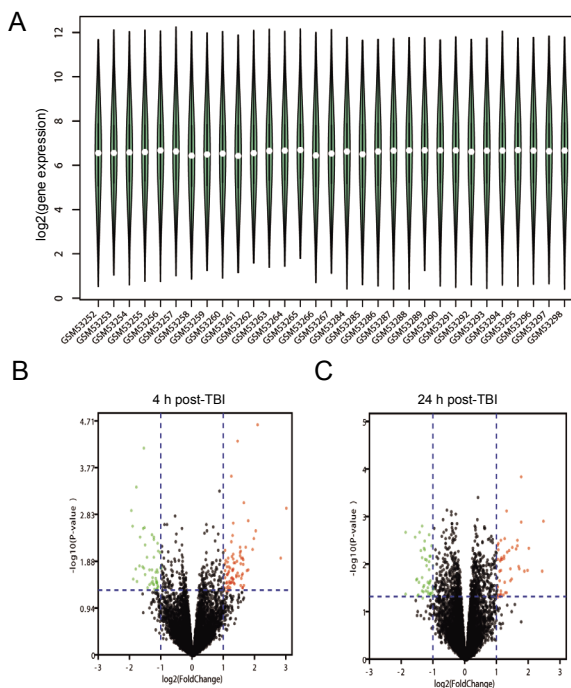 A
log2(gene expression)
12
10
8
6
4
2
0
GSM53252
GSM53253
GSM53254
GSM53255
GSM53256
GSM53257
GSM53258
GSM53259
GSM53260
GSM53261
GSM53262
GSM53263
GSM53264
GSM53265
GSM53266
GSM53267
GSM53284
GSM53285
GSM53286
GSM53287
GSM53288
GSM53289
GSM53290
GSM53291
GSM53292
GSM53293
GSM53294
GSM53295
GSM53296
GSM53297
GSM53298
B
4 h post-TBI
-log10(P-value )
4.71
3.77
2.83
1.88
0.94
0
-3 -2 -1 0 1 2 3
log2(FoldChange)
C
24 h post-TBI
-log10(P-value )
5
4
3
2
1
0
-3 -2 -1 0 1 2 3
log2(FoldChange)